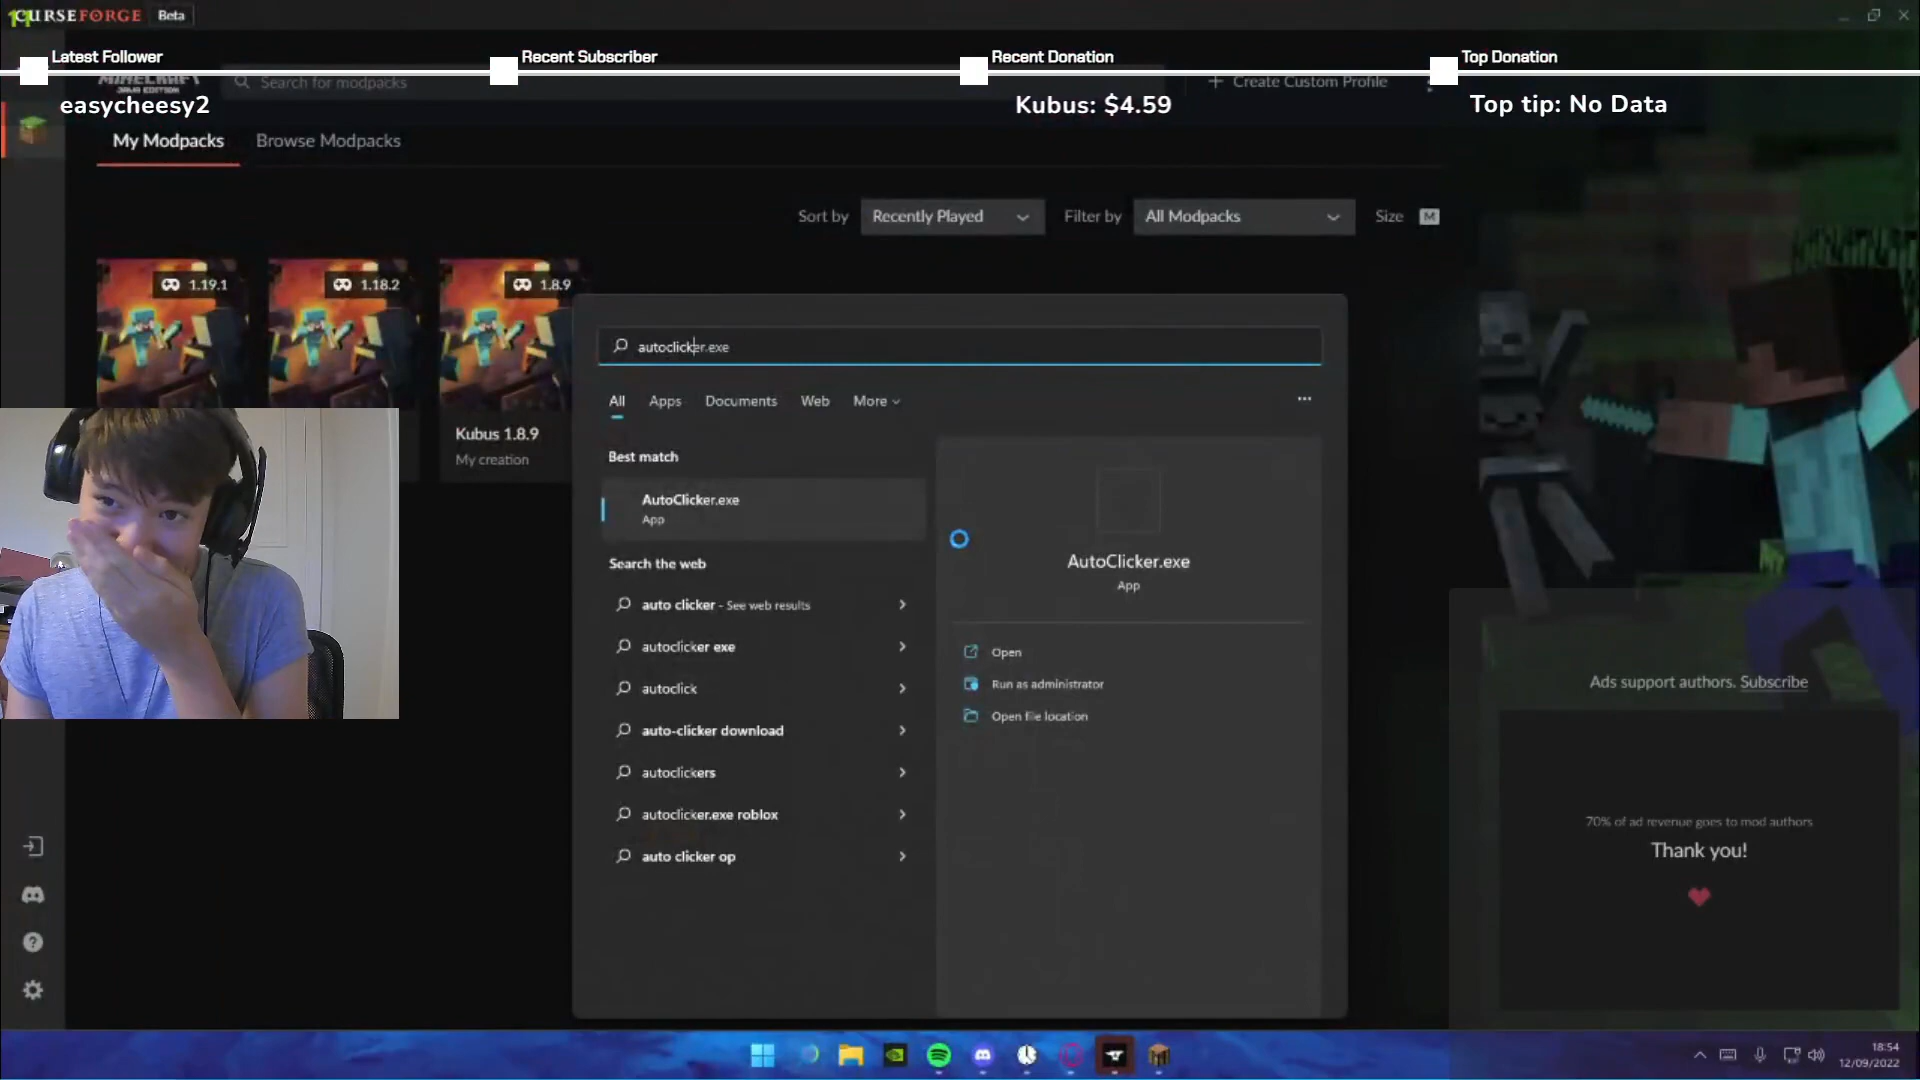 11
CURSEFORGE Beta
Latest Follower
Recent Subscriber
Recent Donation
Top Donation
MINECRAFT
JAVA EDITION
Search for modpacks
Create Custom Profile
easycheesy2
Kubus: $4.59
Top tip: No Data
My Modpacks
Browse Modpacks
Sort by
Recently Played
Filter by
All Modpacks
Size
M
1.19.1
1.18.2
1.8.9
autoclicker.exe
All
Apps
Documents
Web
More
Kubus 1.8.9
My creation
Best match
AutoClicker.exe
App
AutoClicker.exe
App
Search the web
auto clicker - See web results
autoclicker exe
autoclick
auto-clicker download
autoclickers
autoclicker.exe roblox
auto clicker op
Open
Run as administrator
Open file location
Ads support authors. Subscribe
70% of ad revenue goes to mod authors
Thank you!
18:54
12/09/2022